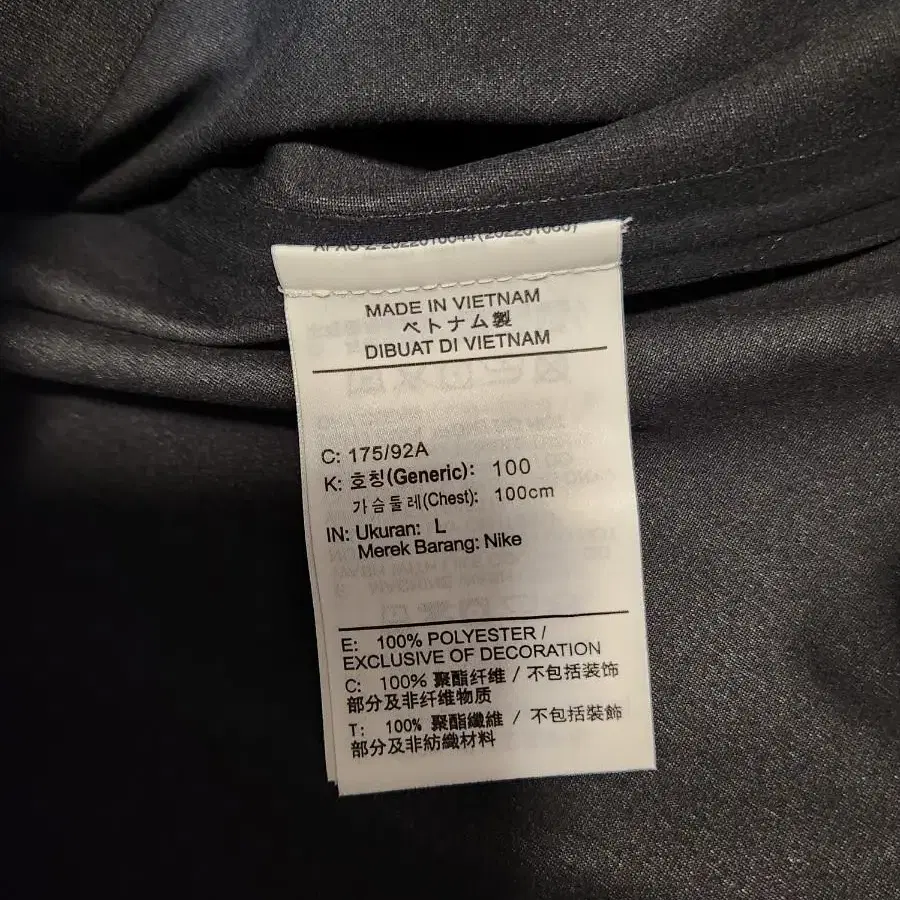 MADE IN VIETNAM
ベトナム製
DIBUAT DI VIETNAM
C: 175/92A
K: 호칭(Generic): 100
가슴둘레(Chest): 100cm
IN: Ukuran: L
Merek Barang: Nike
E: 100% POLYESTER /
EXCLUSIVE OF DECORATION
C: 100% 聚酯纤维 / 不包括装饰
部分及非纤维物质
T: 100% 聚酯纖維 / 不包括裝飾
部分及非紡織材料